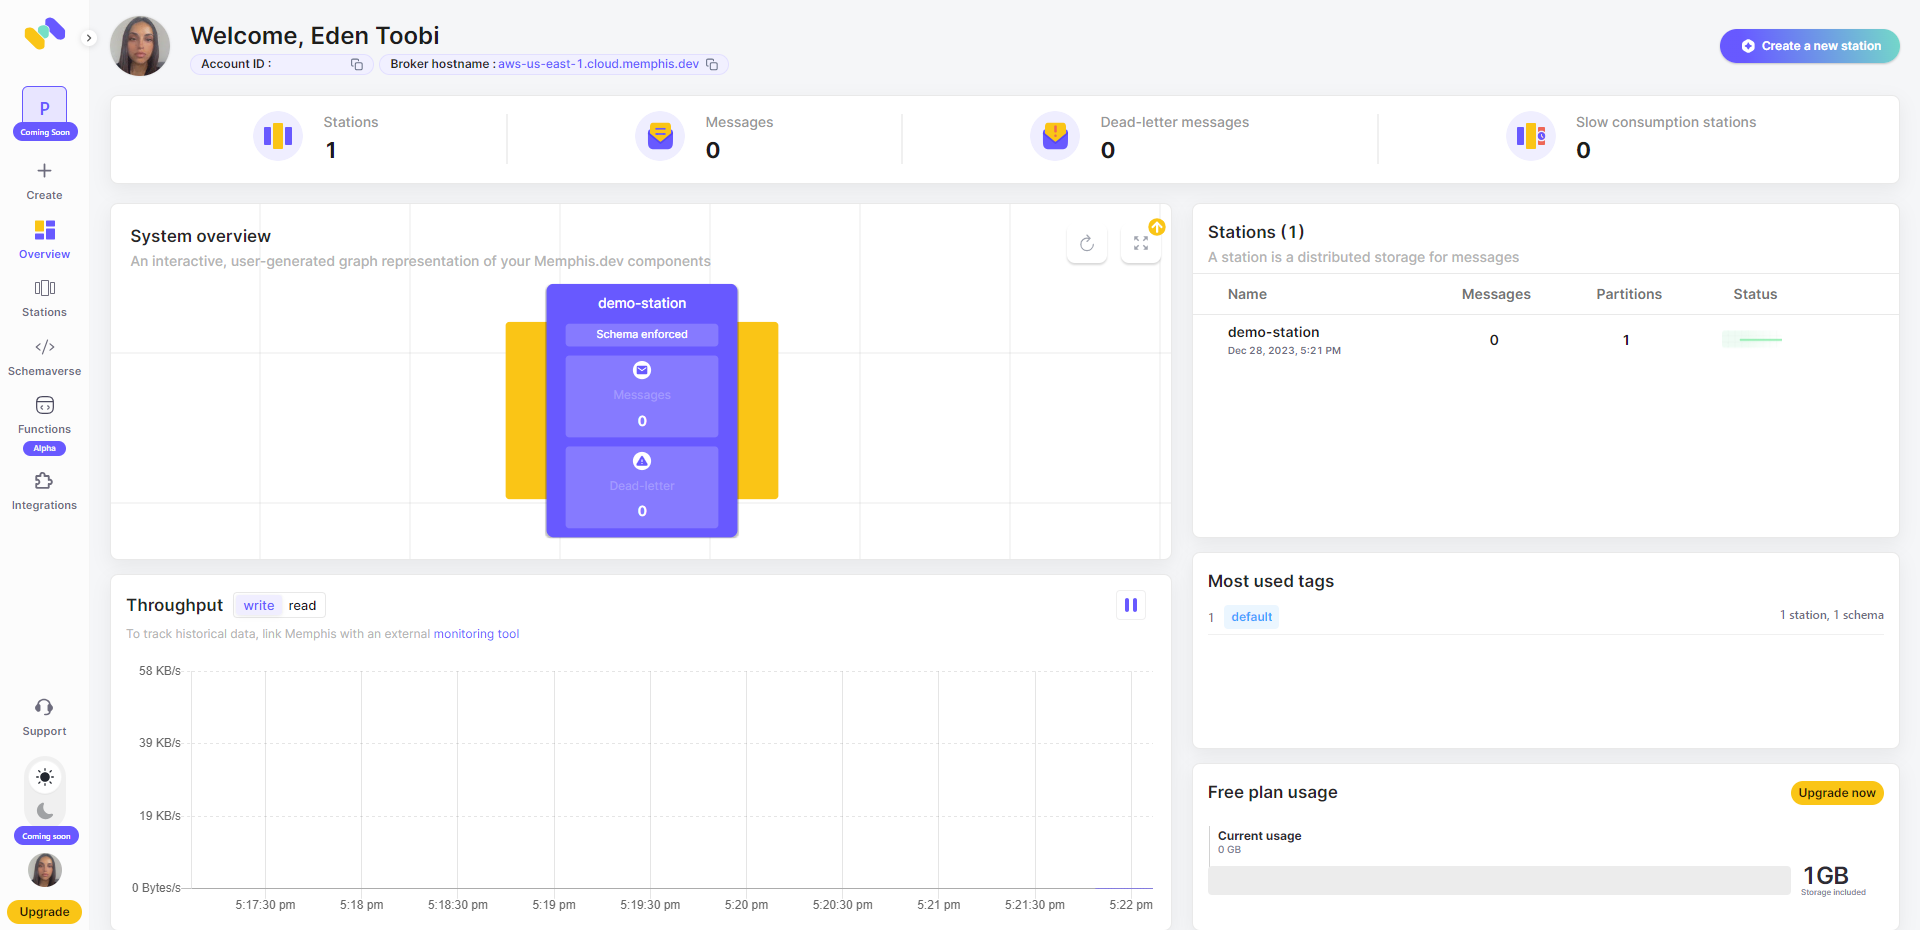 Welcome, Eden Toobi
Account ID :
Broker hostname : aws-us-east-1.cloud.memphis.dev
Create a new station
P
Coming Soon
Create
Overview
Stations
Schemaverse
Functions
Alpha
Integrations
Support
Coming soon
Upgrade
Stations
1
Messages
0
Dead-letter messages
0
Slow consumption stations
0
System overview
An interactive, user-generated graph representation of your Memphis.dev components
demo-station
Schema enforced
Messages
0
Dead-letter
0
Stations (1)
A station is a distributed storage for messages
Name Messages Partitions Status
demo-station 0 1
Dec 28, 2023, 5:21 PM
Throughput write read
To track historical data, link Memphis with an external monitoring tool
58 KB/s
39 KB/s
19 KB/s
0 Bytes/s
5:17:30 pm 5:18 pm 5:18:30 pm 5:19 pm 5:19:30 pm 5:20 pm 5:20:30 pm 5:21 pm 5:21:30 pm 5:22 pm
Most used tags
1 default 1 station, 1 schema
Free plan usage
Upgrade now
Current usage
0 GB
1GB
Storage included